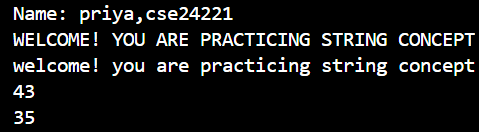 Name: priya,cse24221
WELCOME! YOU ARE PRACTICING STRING CONCEPT
welcome! you are practicing string concept
43
35